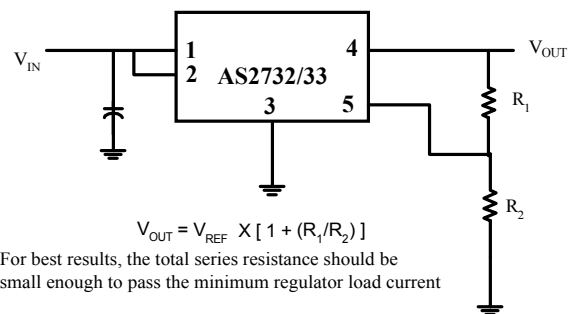 V_IN
1
2
AS2732/33
3
4
5
V_OUT
R_1
R_2
V_OUT = V_REF X [ 1 + (R_1/R_2) ]
For best results, the total series resistance should be
small enough to pass the minimum regulator load current